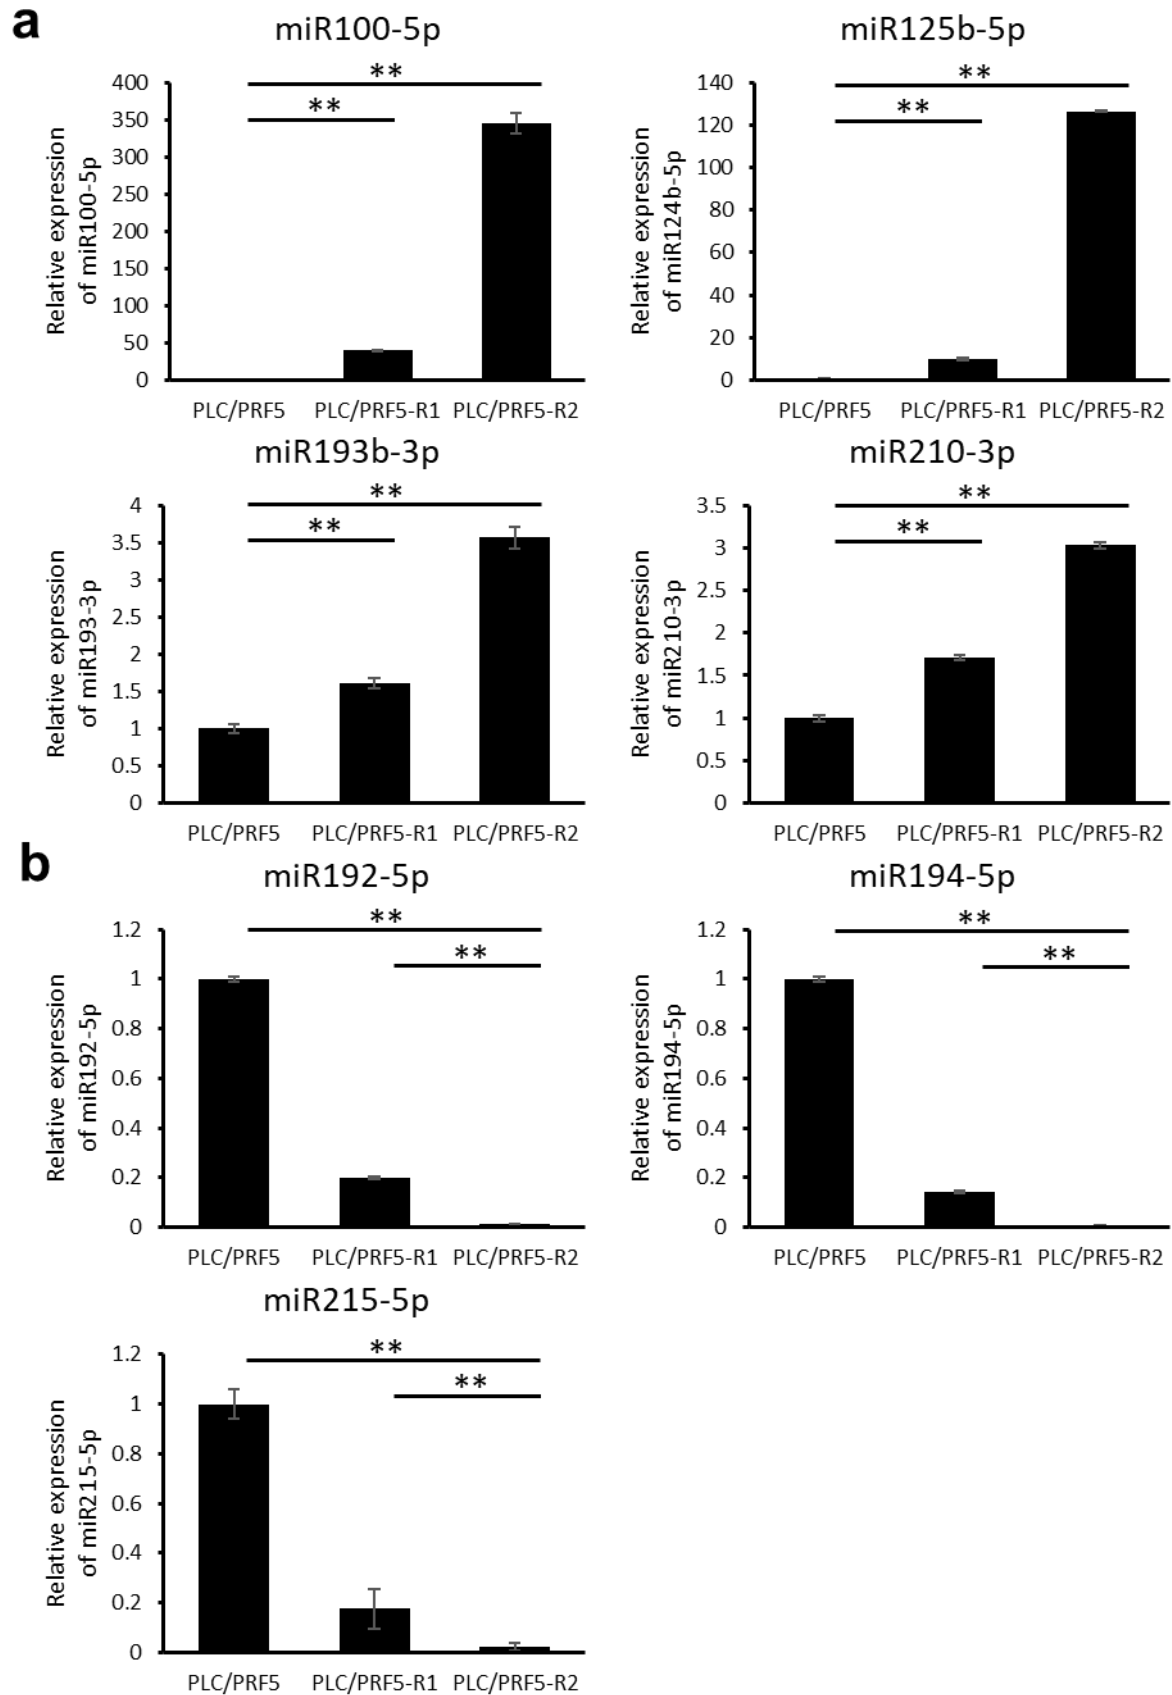 a
miR100-5p
**
**
Relative expression
of miR100-5p
400
350
300
250
200
150
100
50
0
PLC/PRF5 PLC/PRF5-R1 PLC/PRF5-R2
miR125b-5p
**
**
Relative expression
of miR124b-5p
140
120
100
80
60
40
20
0
PLC/PRF5 PLC/PRF5-R1 PLC/PRF5-R2
miR193b-3p
**
**
Relative expression
of miR193-3p
4
3.5
3
2.5
2
1.5
1
0.5
0
PLC/PRF5 PLC/PRF5-R1 PLC/PRF5-R2
miR210-3p
**
**
Relative expression
of miR210-3p
3.5
3
2.5
2
1.5
1
0.5
0
PLC/PRF5 PLC/PRF5-R1 PLC/PRF5-R2
b
miR192-5p
**
**
Relative expression
of miR192-5p
1.2
1
0.8
0.6
0.4
0.2
0
PLC/PRF5 PLC/PRF5-R1 PLC/PRF5-R2
miR194-5p
**
**
Relative expression
of miR194-5p
1.2
1
0.8
0.6
0.4
0.2
0
PLC/PRF5 PLC/PRF5-R1 PLC/PRF5-R2
miR215-5p
**
**
Relative expression
of miR215-5p
1.2
1
0.8
0.6
0.4
0.2
0
PLC/PRF5 PLC/PRF5-R1 PLC/PRF5-R2